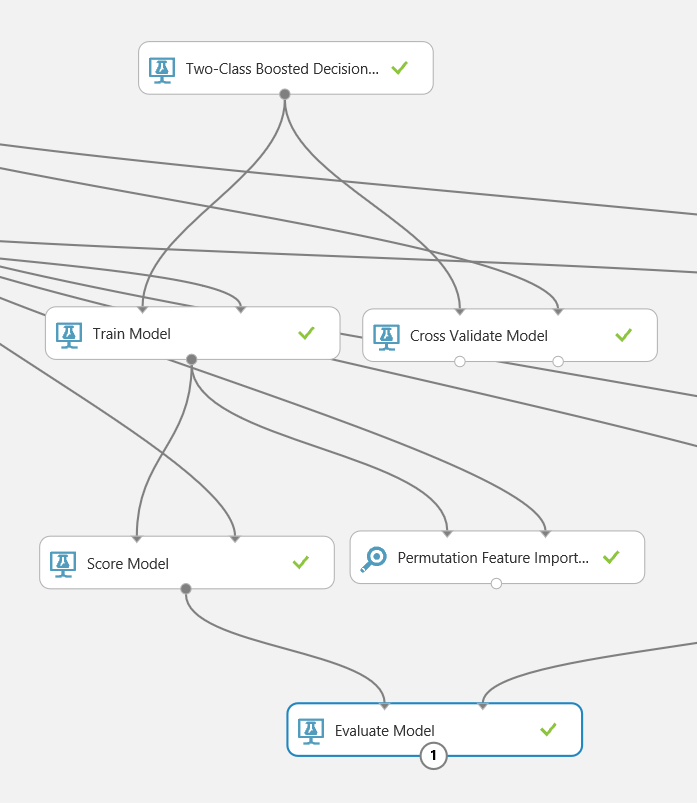 Two-Class Boosted Decision...
Train Model
Cross Validate Model
Score Model
Permutation Feature Import...
Evaluate Model
1